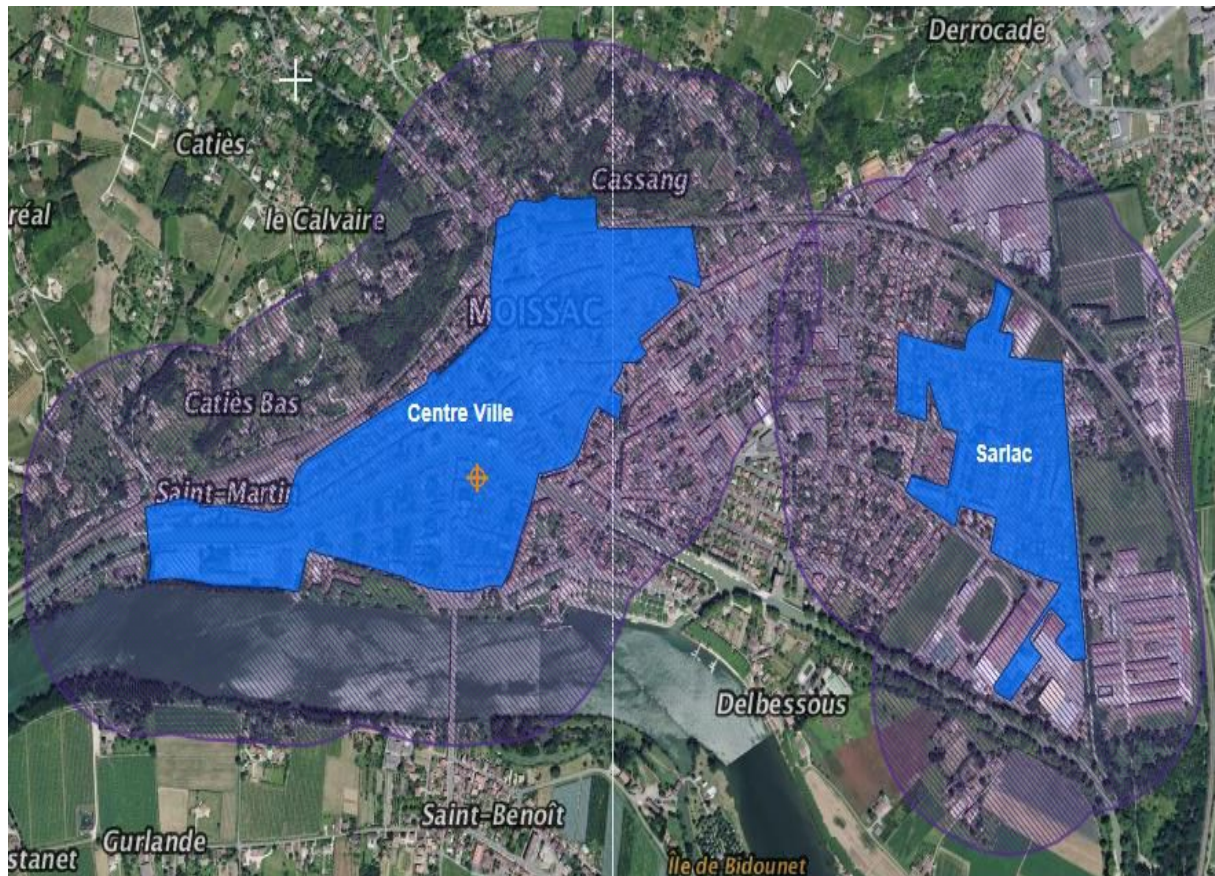 Derrocade
Catiès
Cassang
réal
le Calvaire
MOISSAC
Catiès Bas
Centre Ville
Sarlac
Saint-Martin
Delbessous
Saint-Benoît
Gurlande
stanet
Île de Bidounet